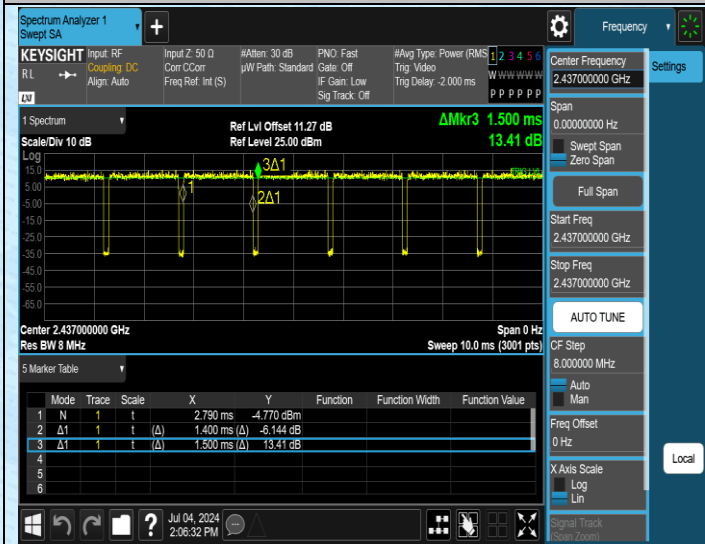 Spectrum Analyzer 1
Swept SA
+
Frequency
KEYSIGHT
RL
LXI
Input: RF
Coupling: DC
Align: Auto
Input Z: 50 Ω
Corr CCorr
Freq Ref: Int (S)
#Atten: 30 dB
µW Path: Standard
PNO: Fast
Gate: Off
IF Gain: Low
Sig Track: Off
#Avg Type: Power (RMS
Trig: Video
Trig Delay: -2.000 ms
1 2 3 4 5 6
W W W W W W
P P P P P P
1 Spectrum
Scale/Div 10 dB
Log
Ref Lvl Offset 11.27 dB
Ref Level 25.00 dBm
ΔMkr3 1.500 ms
13.41 dB
15.0
5.00
-5.00
-15.0
-25.0
-35.0
-45.0
-55.0
-65.0
1
2Δ1
3Δ1
Center 2.437000000 GHz
Res BW 8 MHz
Span 0 Hz
Sweep 10.0 ms (3001 pts)
5 Marker Table
Mode Trace Scale X Y Function Function Width Function Value
1 N 1 t 2.790 ms -4.770 dBm
2 Δ1 1 t (Δ) 1.400 ms (Δ) -6.144 dB
3 Δ1 1 t (Δ) 1.500 ms (Δ) 13.41 dB
4
5
6
?
Jul 04, 2024
2:06:32 PM
Center Frequency
2.437000000 GHz
Span
0.00000000 Hz
Swept Span
Zero Span
Full Span
Start Freq
2.437000000 GHz
Stop Freq
2.437000000 GHz
AUTO TUNE
CF Step
8.000000 MHz
Auto
Man
Freq Offset
0 Hz
X Axis Scale
Log
Lin
Signal Track
(Span Zoom)
Settings
Local